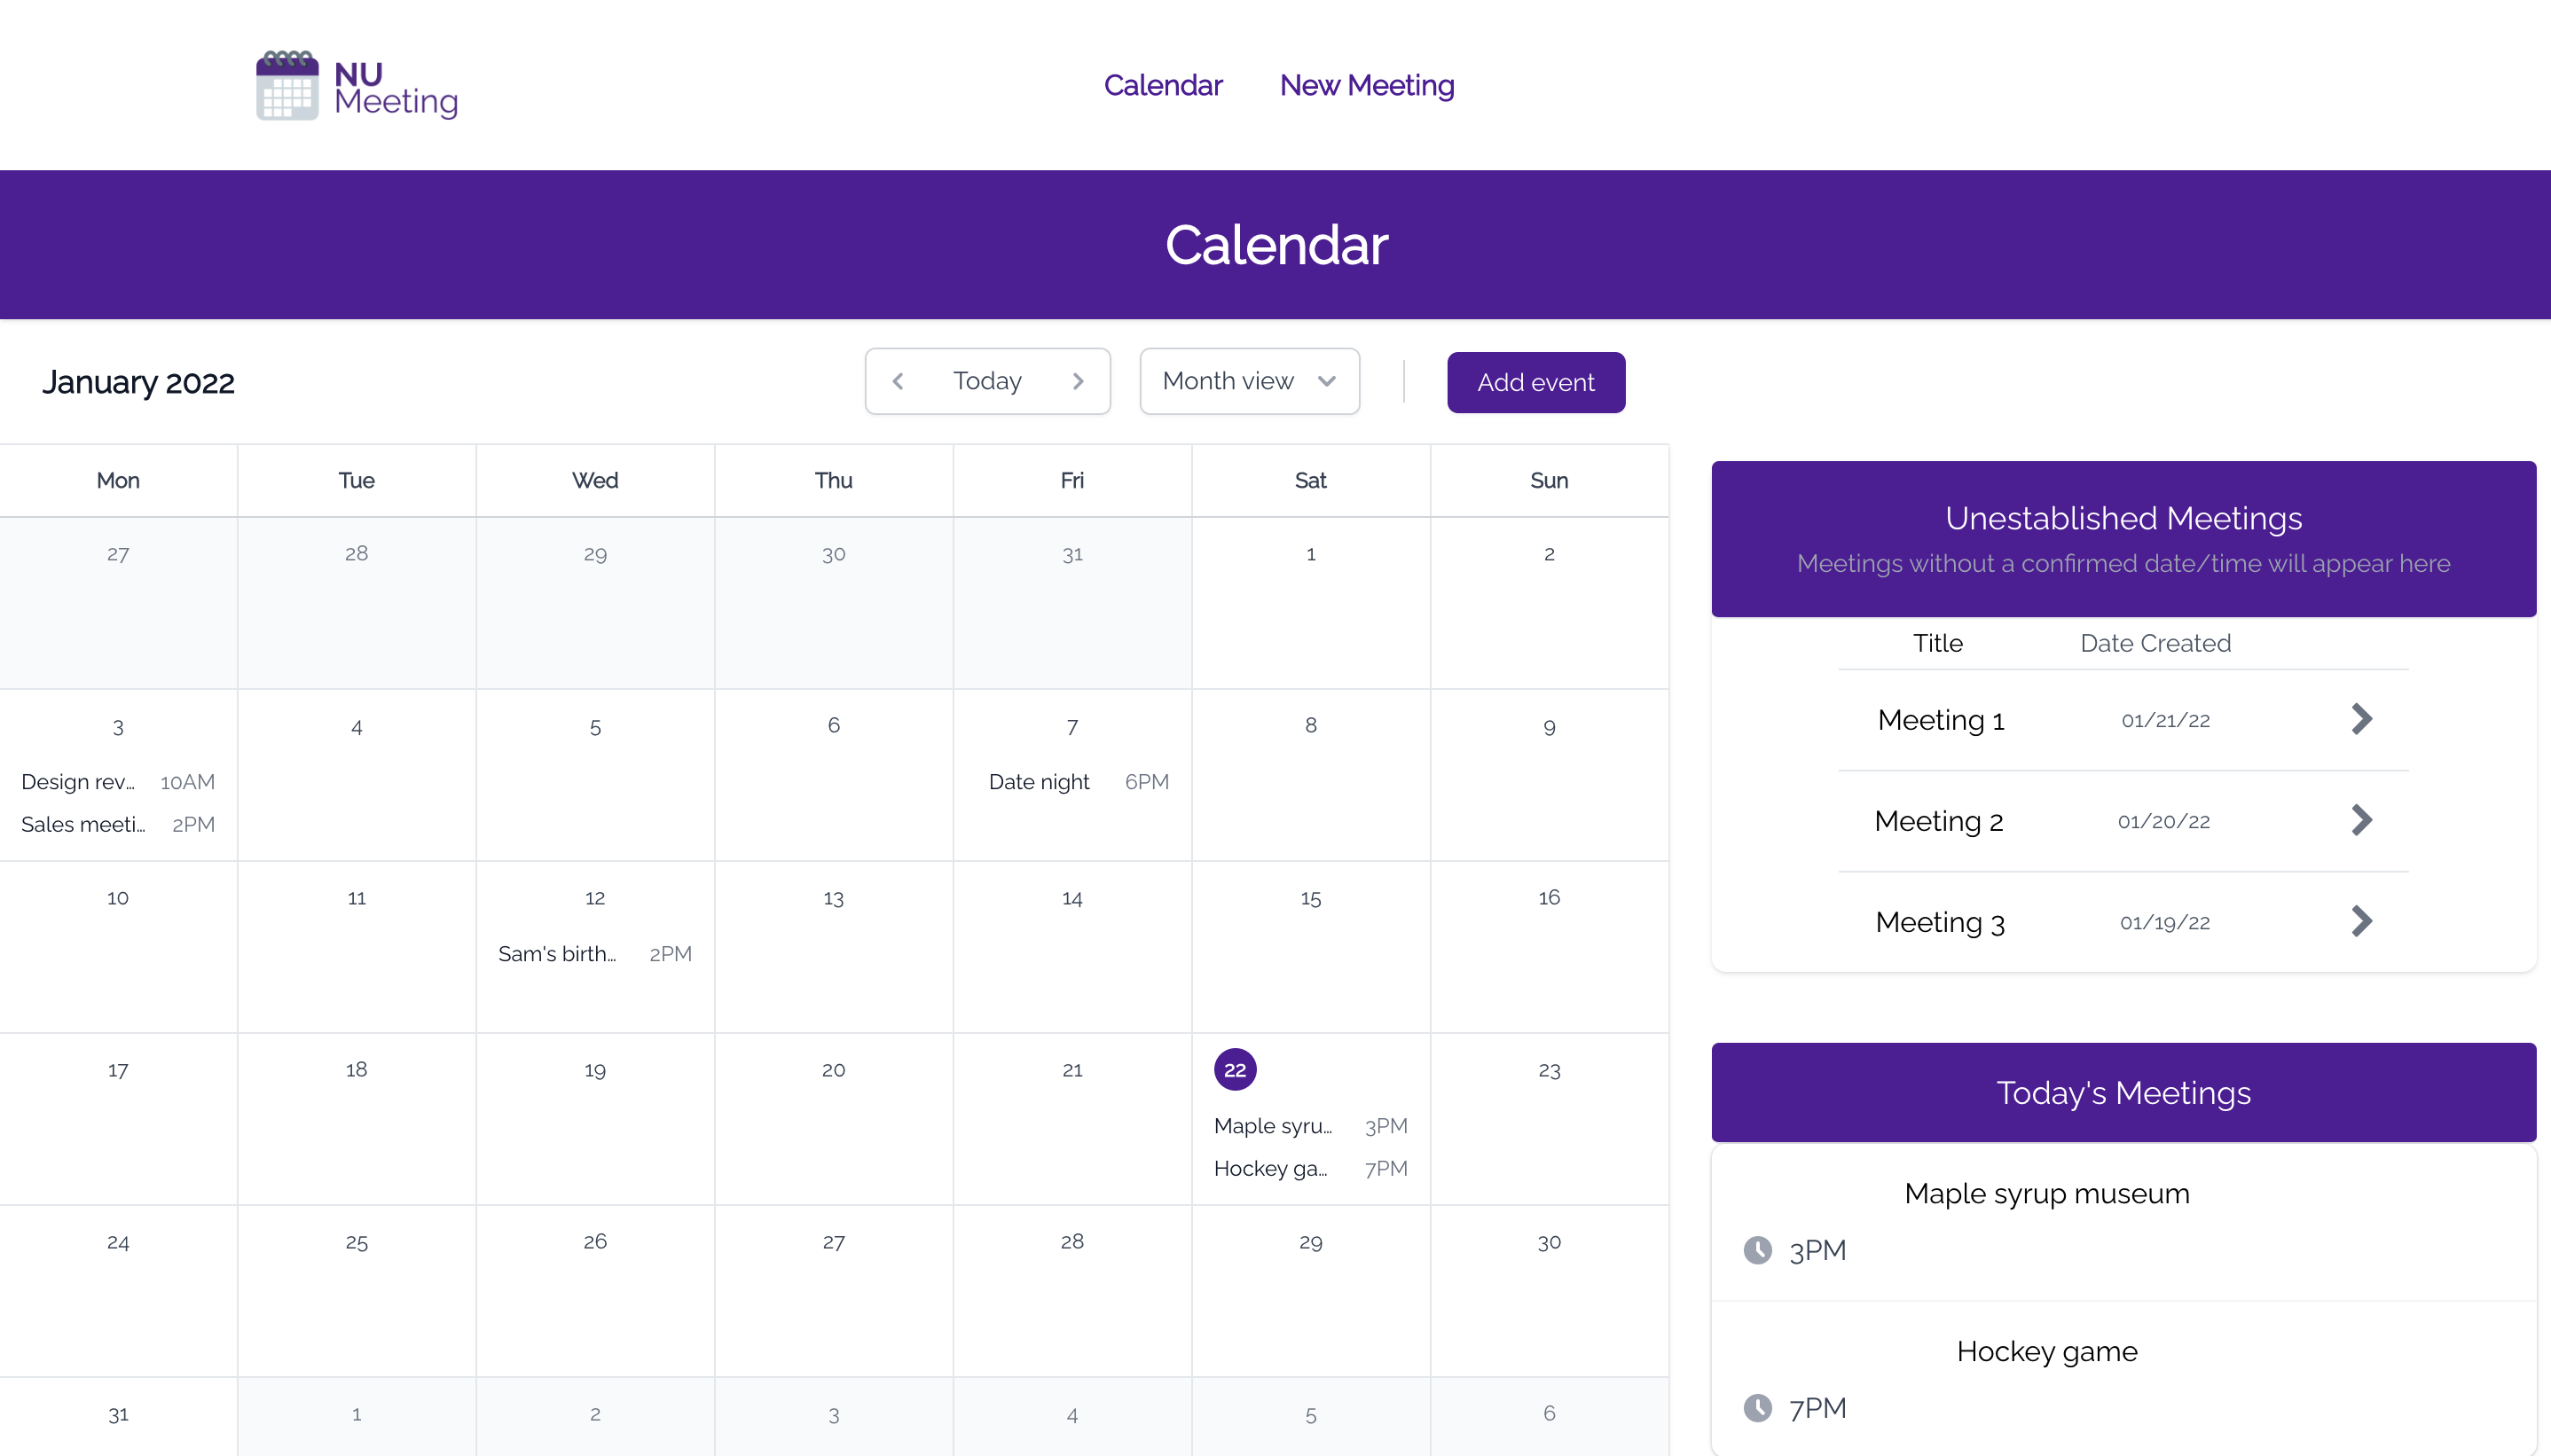 NU
Meeting
Calendar New Meeting
Calendar
January 2022
Today
Month view
Add event
Mon Tue Wed Thu Fri Sat Sun
27 28 29 30 31 1 2
3 4 5 6 7 8 9
Design rev... 10AM
Date night 6PM
Sales meeti... 2PM
10 11 12 13 14 15 16
Sam's birth... 2PM
17 18 19 20 21 22 23
Maple syru... 3PM
Hockey ga... 7PM
24 25 26 27 28 29 30
31 1 2 3 4 5 6
Unestablished Meetings
Meetings without a confirmed date/time will appear here
Title Date Created
Meeting 1 01/21/22
Meeting 2 01/20/22
Meeting 3 01/19/22
Today's Meetings
Maple syrup museum
3PM
Hockey game
7PM